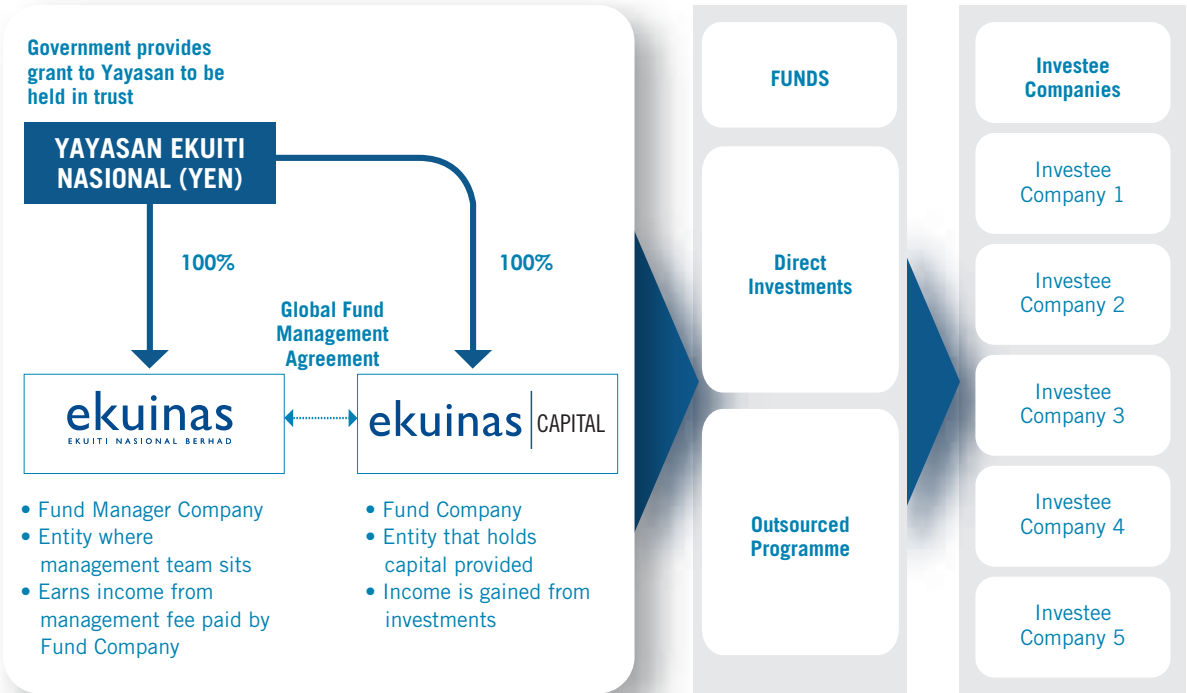 Government provides
grant to Yayasan to be
held in trust
YAYASAN EKUITI
NASIONAL (YEN)
100%
100%
Global Fund
Management
Agreement
ekuinas
EKUITI NASIONAL BERHAD
ekuinas CAPITAL
• Fund Manager Company
• Entity where
management team sits
• Earns income from
management fee paid by
Fund Company
• Fund Company
• Entity that holds
capital provided
• Income is gained from
investments
FUNDS
Direct
Investments
Outsourced
Programme
Investee
Companies
Investee
Company 1
Investee
Company 2
Investee
Company 3
Investee
Company 4
Investee
Company 5